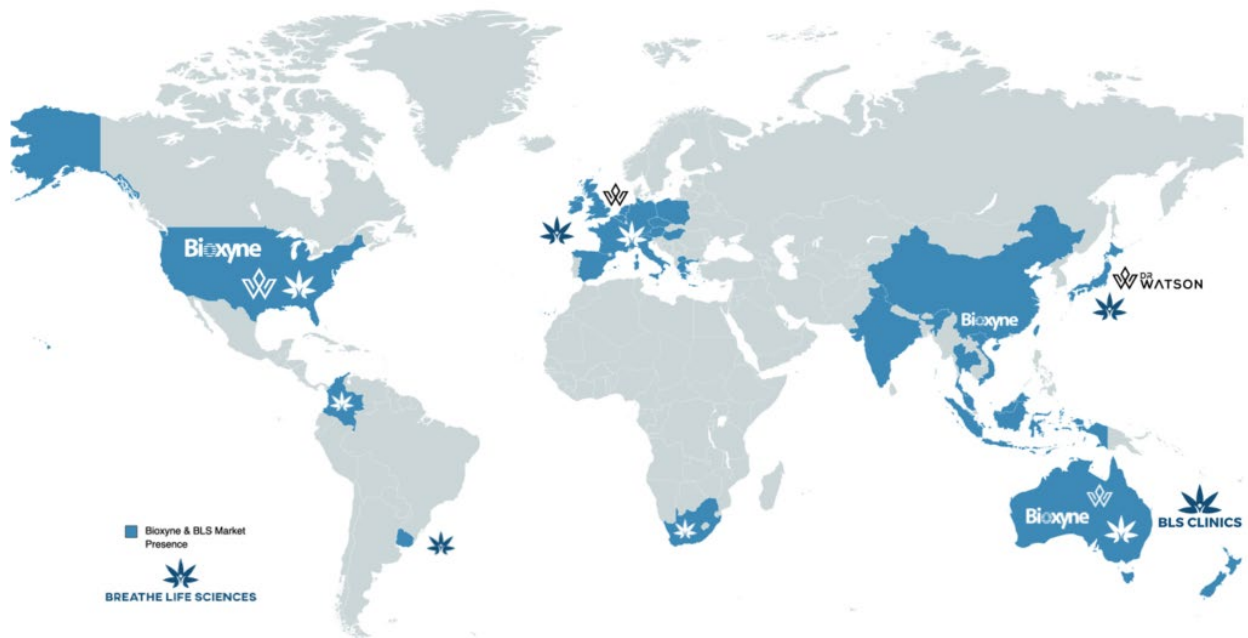 Bioxyne
DR
WATSON
Bioxyne
Bioxyne
BLS CLINICS
Bioxyne & BLS Market
Presence
BREATHE LIFE SCIENCES